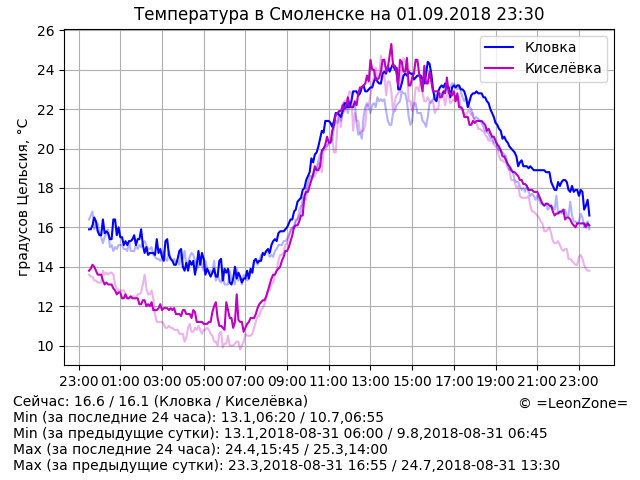 Температура в Смоленске на 01.09.2018 23:30
26
24
22
20
18
16
14
12
10
градусов Цельсия, °C
Кловка
Киселёвка
23:00 01:00 03:00 05:00 07:00 09:00 11:00 13:00 15:00 17:00 19:00 21:00 23:00
Сейчас: 16.6 / 16.1 (Кловка / Киселёвка)
© =LeonZone=
Min (за последние 24 часа): 13.1,06:20 / 10.7,06:55
Min (за предыдущие сутки): 13.1,2018-08-31 06:00 / 9.8,2018-08-31 06:45
Max (за последние 24 часа): 24.4,15:45 / 25.3,14:00
Max (за предыдущие сутки): 23.3,2018-08-31 16:55 / 24.7,2018-08-31 13:30